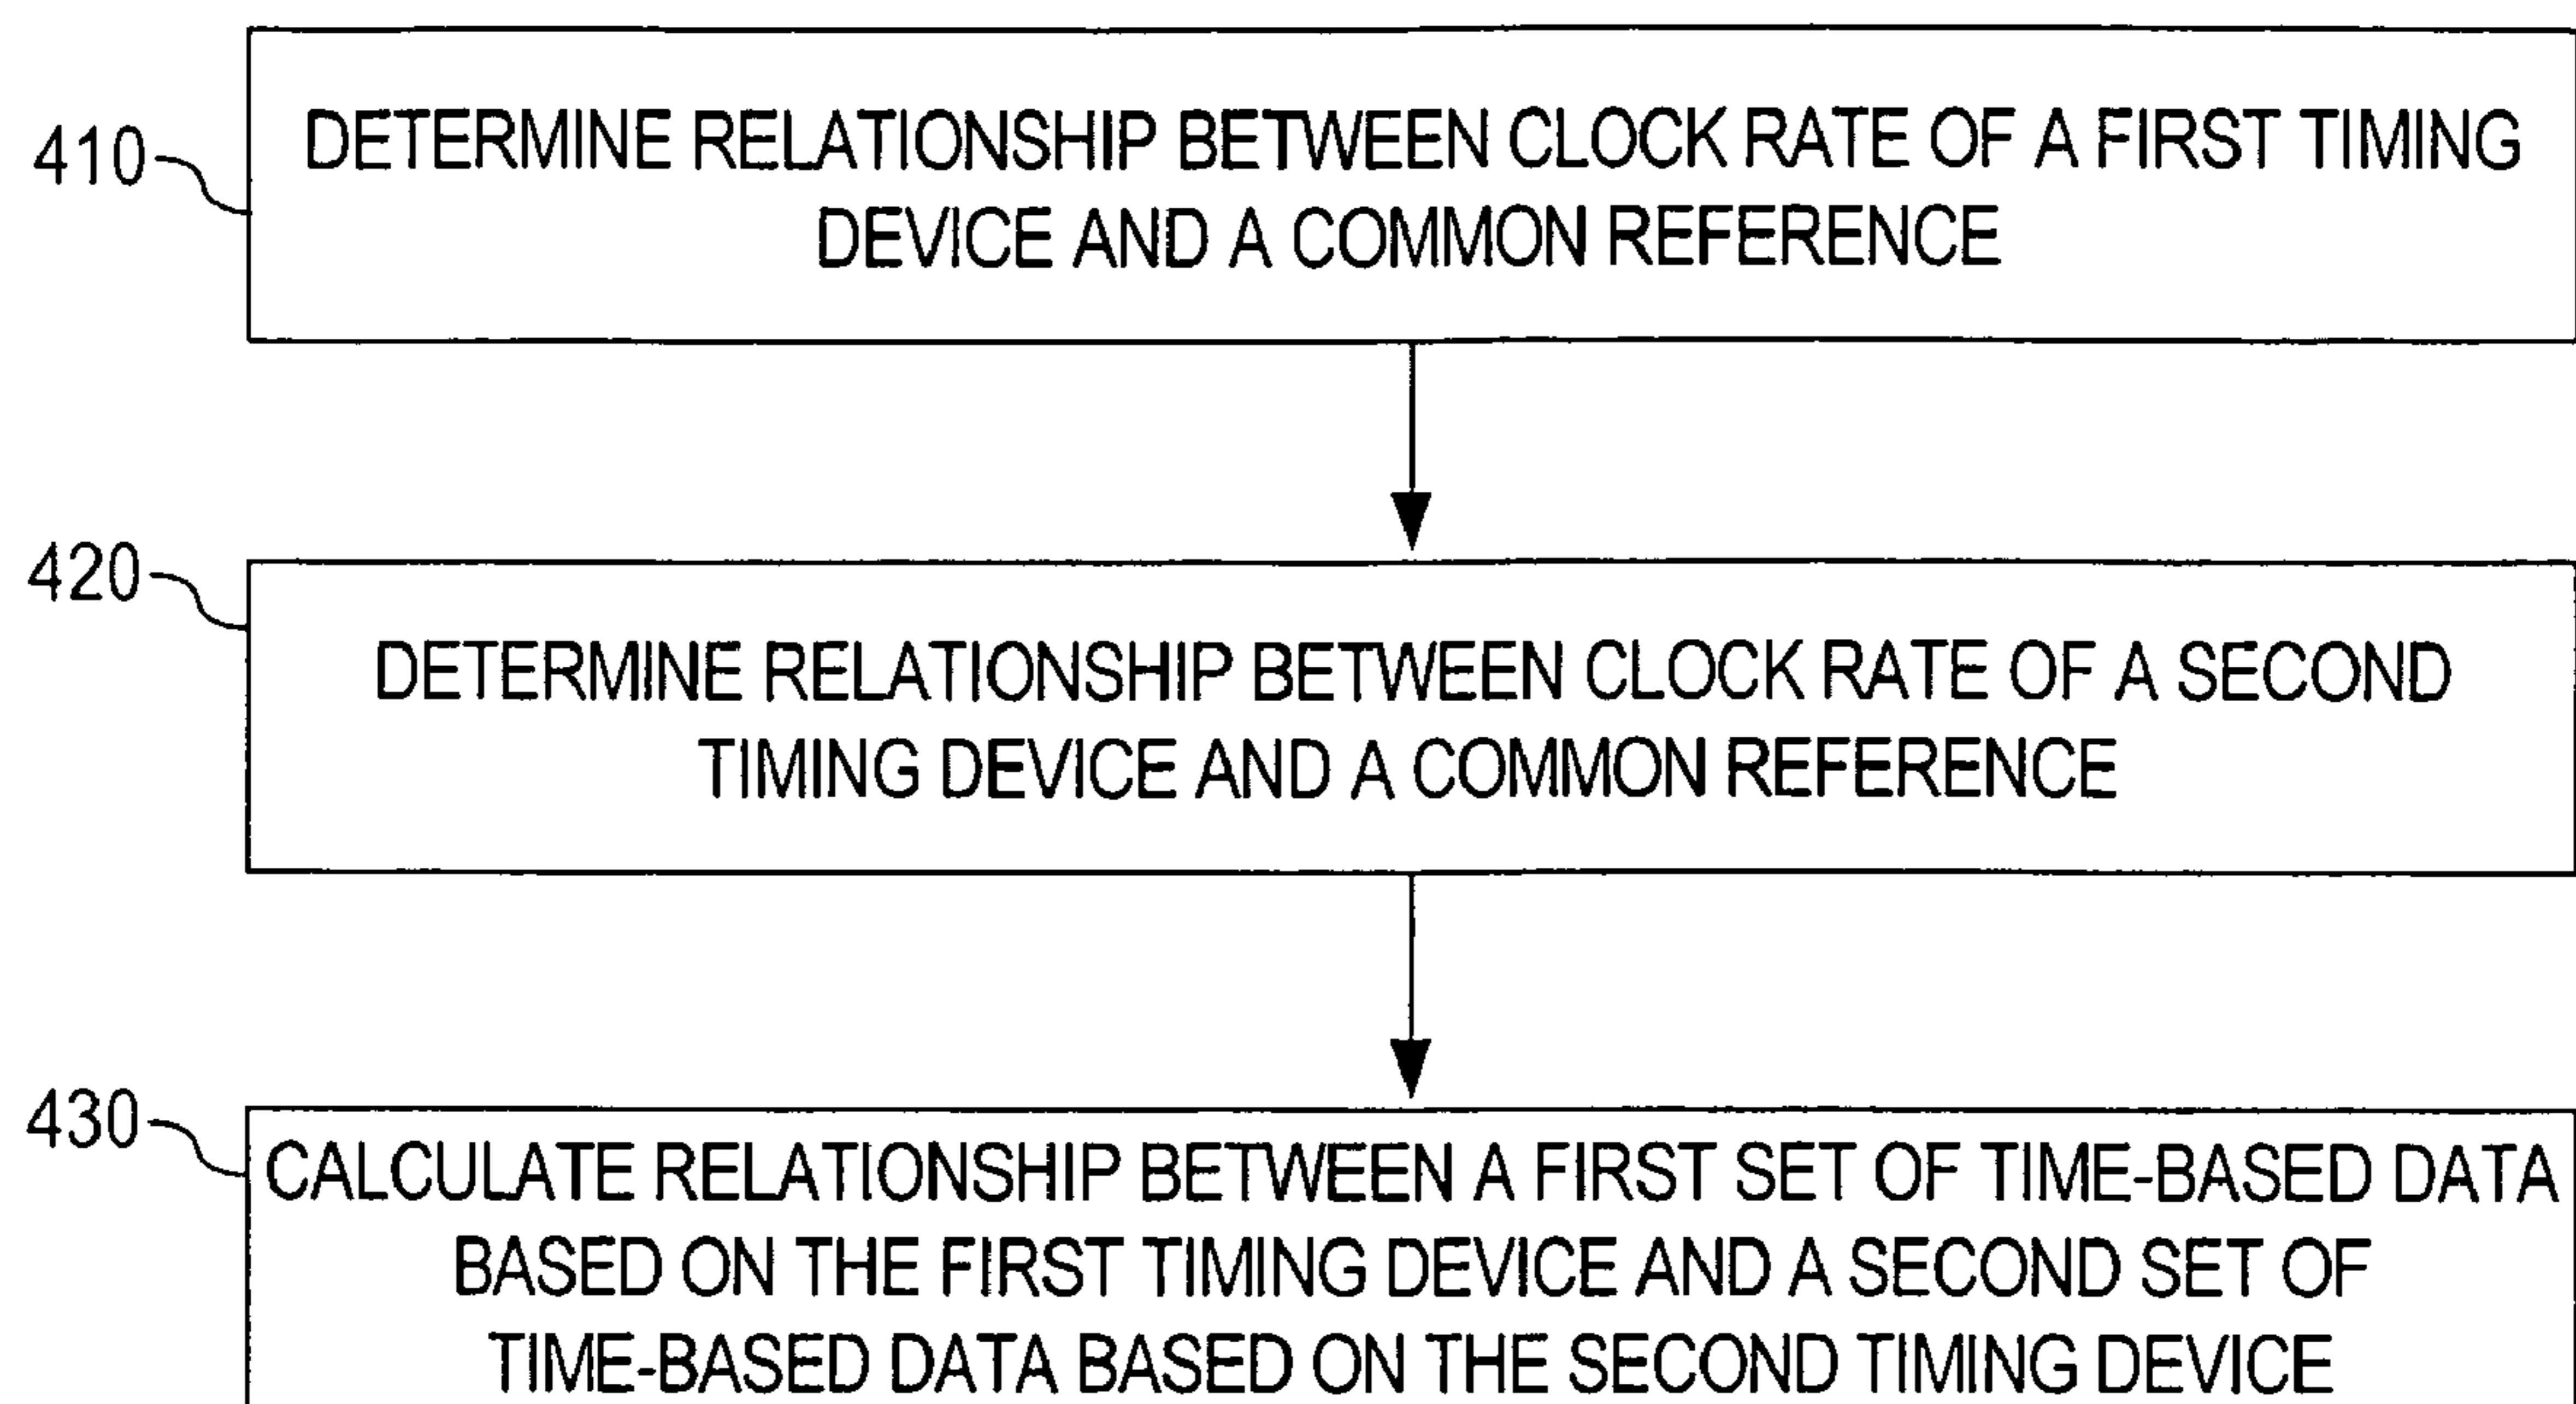 410
DETERMINE RELATIONSHIP BETWEEN CLOCK RATE OF A FIRST TIMING
DEVICE AND A COMMON REFERENCE
420
DETERMINE RELATIONSHIP BETWEEN CLOCK RATE OF A SECOND
TIMING DEVICE AND A COMMON REFERENCE
430
CALCULATE RELATIONSHIP BETWEEN A FIRST SET OF TIME-BASED DATA
BASED ON THE FIRST TIMING DEVICE AND A SECOND SET OF
TIME-BASED DATA BASED ON THE SECOND TIMING DEVICE